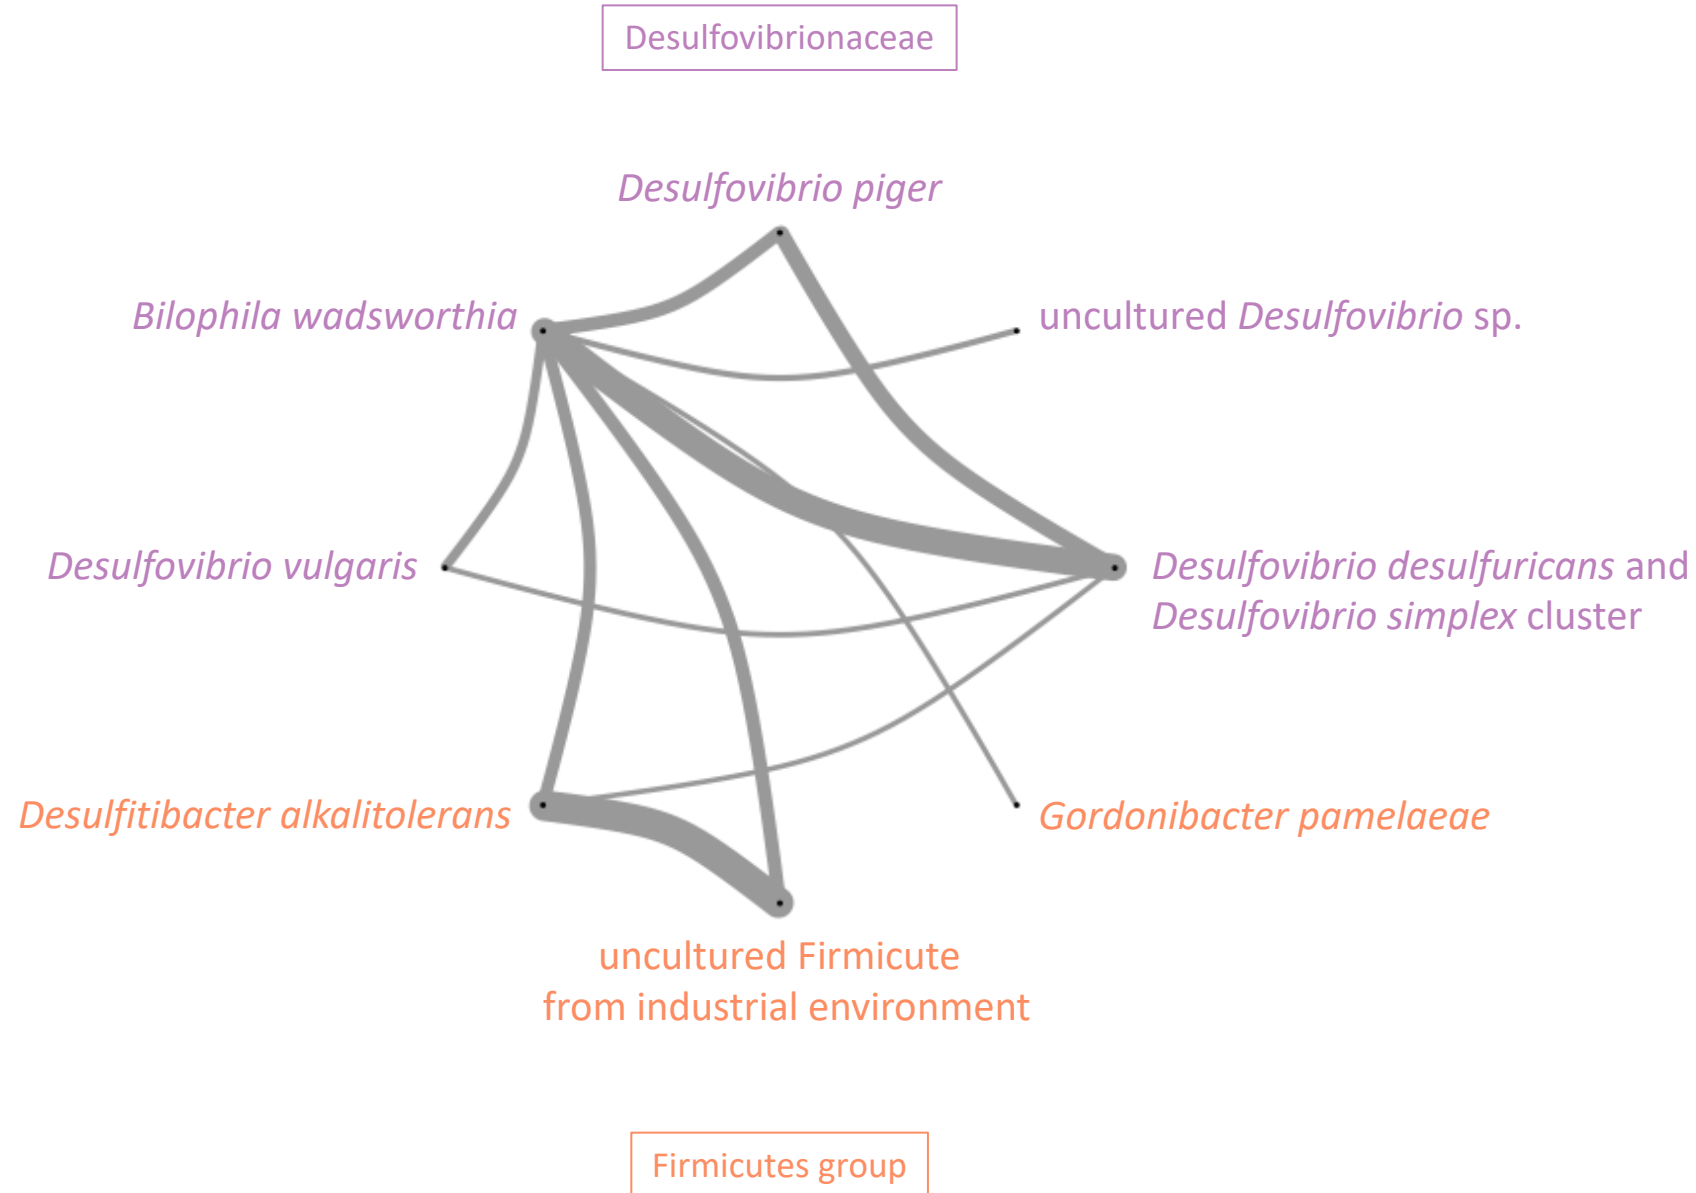 Desulfovibrionaceae
Desulfovibrio piger
Bilophila wadsworthia
uncultured Desulfovibrio sp.
Desulfovibrio vulgaris
Desulfovibrio desulfuricans and
Desulfovibrio simplex cluster
Desulfitibacter alkalitolerans
Gordonibacter pamelaeae
uncultured Firmicute
from industrial environment
Firmicutes group